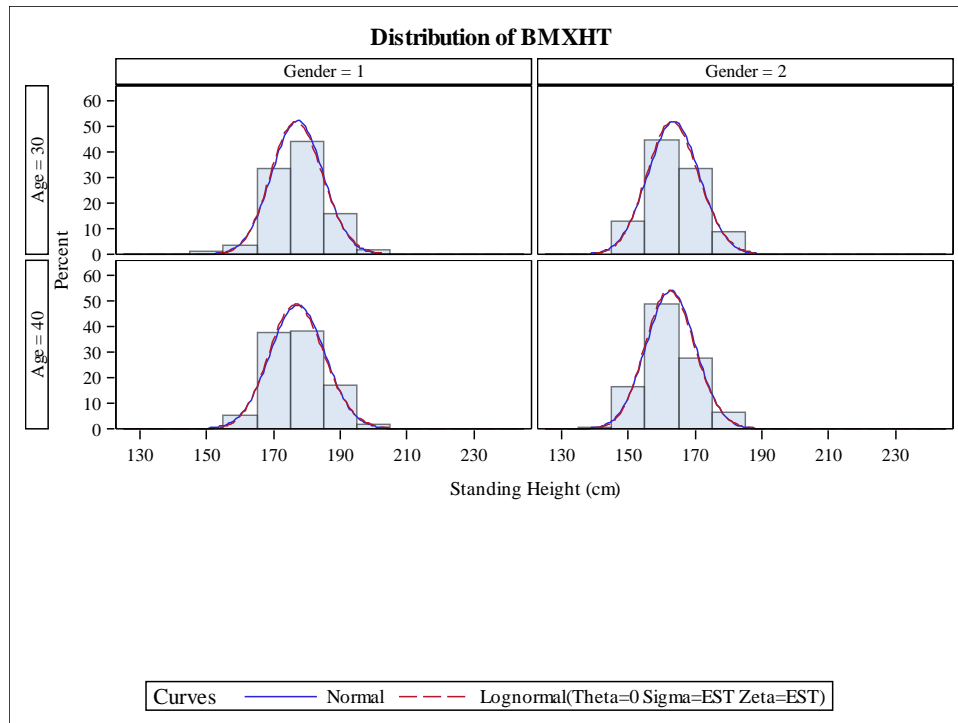 Distribution of BMXHT
Gender = 1
Gender = 2
Age = 30
Age = 40
Percent
60
50
40
30
20
10
0
60
50
40
30
20
10
0
130 150 170 190 210 230
130 150 170 190 210 230
Standing Height (cm)
Curves Normal Lognormal(Theta=0 Sigma=EST Zeta=EST)